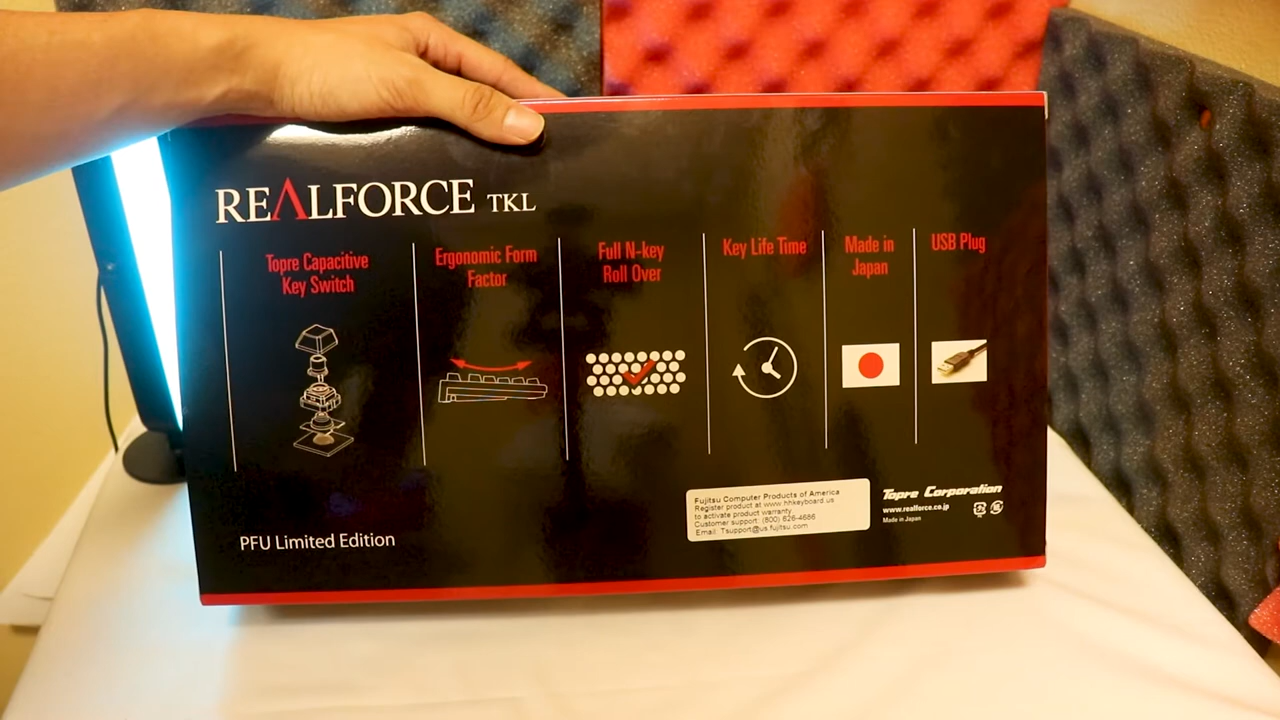 REALFORCE TKL
Topre Capacitive
Key Switch
Ergonomic Form
Factor
Full N-key
Roll Over
Key Life Time
Made in
Japan
USB Plug
PFU Limited Edition
Fujitsu Computer Products of America
Register product at www.hhkeyboard.us
to activate product warranty.
Customer support: (800) 626-4686
Email: Tsupport@us.fujitsu.com
Topre Corporation
www.realforce.co.jp
Made in Japan